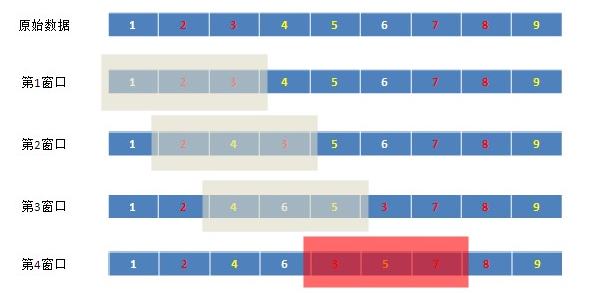 原始数据 1 2 3 4 5 6 7 8 9
第1窗口 1 2 3 4 5 6 7 8 9
第2窗口 1 2 4 3 5 6 7 8 9
第3窗口 1 2 4 6 5 3 7 8 9
第4窗口 1 2 4 6 3 5 7 8 9